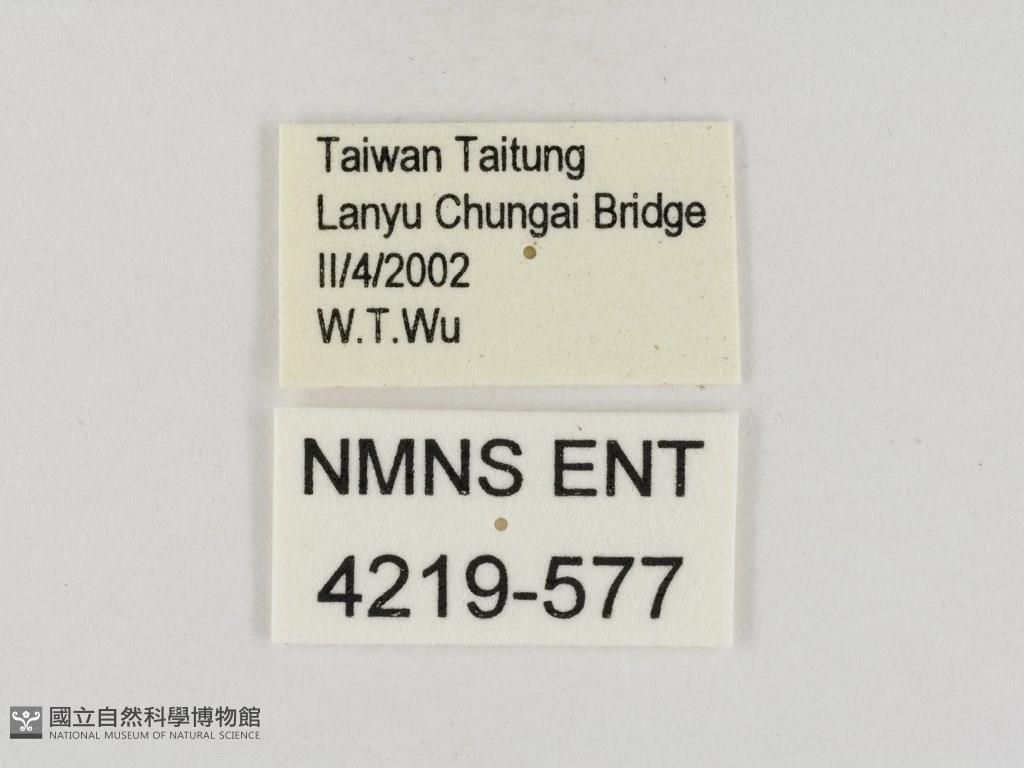 Taiwan Taitung
Lanyu Chungai Bridge
II/4/2002
W.T.Wu
NMNS ENT
4219-577
國立自然科學博物館
NATIONAL MUSEUM OF NATURAL SCIENCE